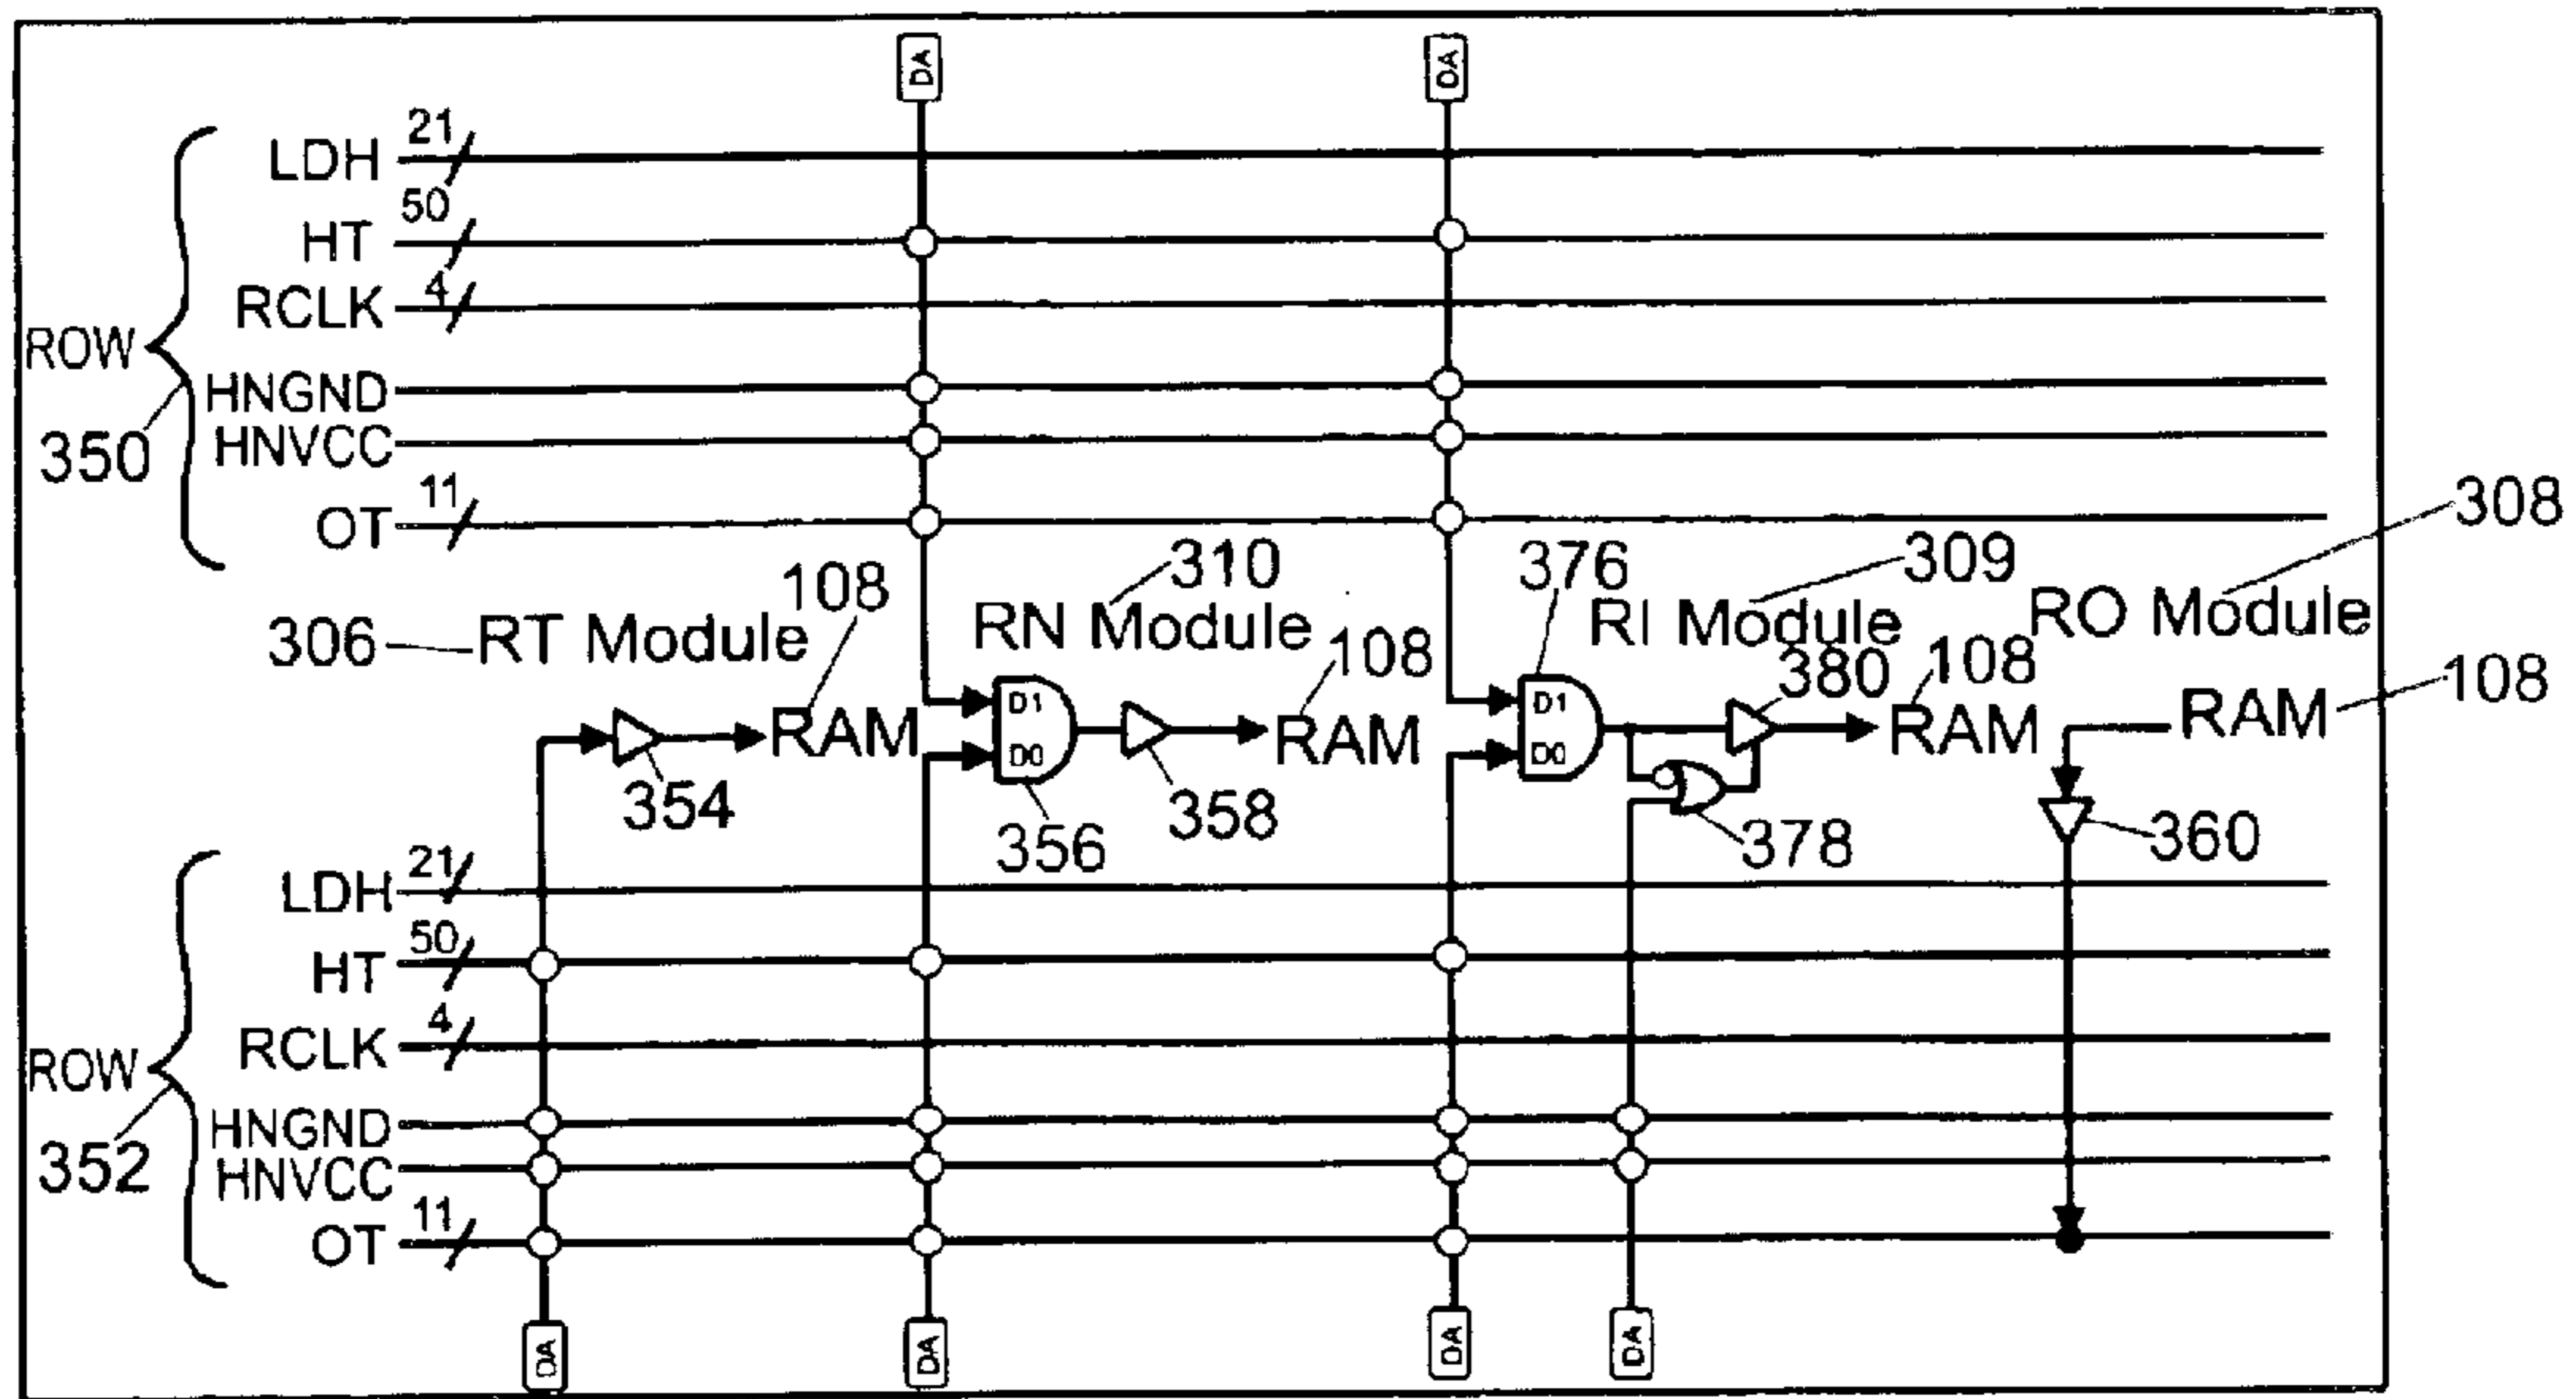 DA DA
21
LDH
50
HT
4
RCLK
ROW
HNGND
350
HNVCC
11
OT
308
376
309
310
108
306 RT Module
RN Module
RI Module
RO Module
108
380
108
108
D1
D0
D1
D0
RAM
RAM
RAM
RAM
354
356
358
378
360
21
LDH
50
HT
4
RCLK
ROW
HNGND
352
HNVCC
11
OT
DA DA DA DA